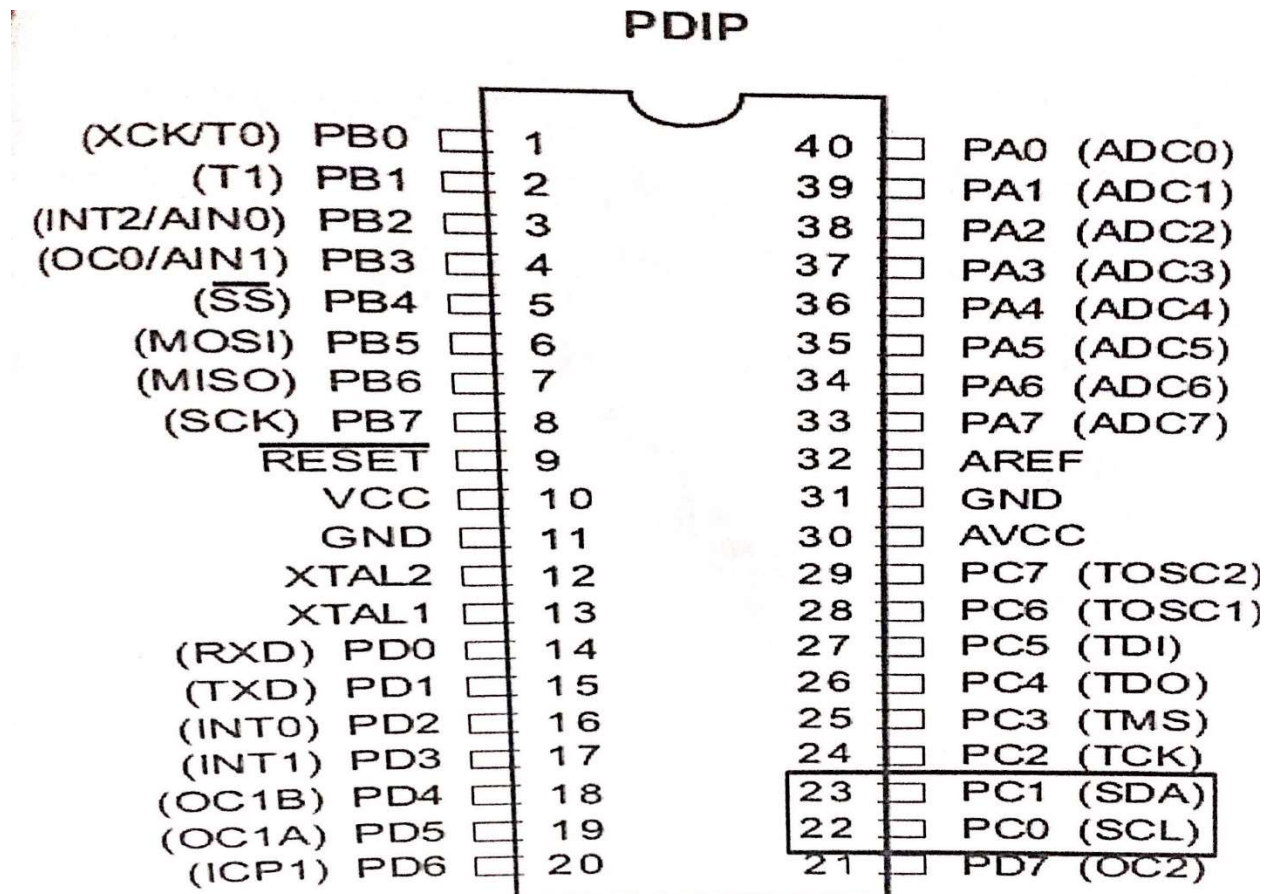 PDIP
(XCK/T0) PB0 1
(T1) PB1 2
(INT2/AIN0) PB2 3
(OC0/AIN1) PB3 4
(SS) PB4 5
(MOSI) PB5 6
(MISO) PB6 7
(SCK) PB7 8
RESET 9
VCC 10
GND 11
XTAL2 12
XTAL1 13
(RXD) PD0 14
(TXD) PD1 15
(INT0) PD2 16
(INT1) PD3 17
(OC1B) PD4 18
(OC1A) PD5 19
(ICP1) PD6 20
40 PA0 (ADC0)
39 PA1 (ADC1)
38 PA2 (ADC2)
37 PA3 (ADC3)
36 PA4 (ADC4)
35 PA5 (ADC5)
34 PA6 (ADC6)
33 PA7 (ADC7)
32 AREF
31 GND
30 AVCC
29 PC7 (TOSC2)
28 PC6 (TOSC1)
27 PC5 (TDI)
26 PC4 (TDO)
25 PC3 (TMS)
24 PC2 (TCK)
23 PC1 (SDA)
22 PC0 (SCL)
21 PD7 (OC2)